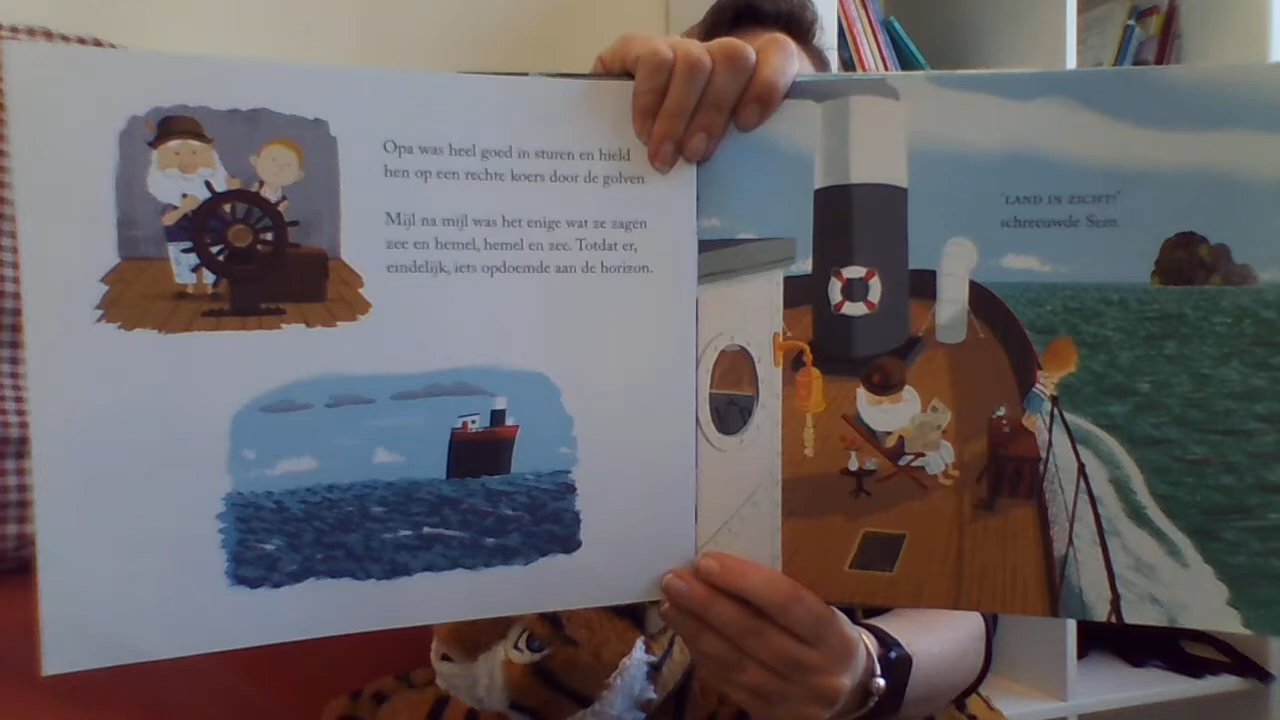 Opa was heel goed in sturen en hield
hen op een rechte koers door de golven
Mijl na mijl was het enige wat ze zagen
zee en hemel, hemel en zee. Totdat er,
eindelijk, iets opdoemde aan de horizon.
'LAND IN ZICHT!'
schreeuwde Sem.